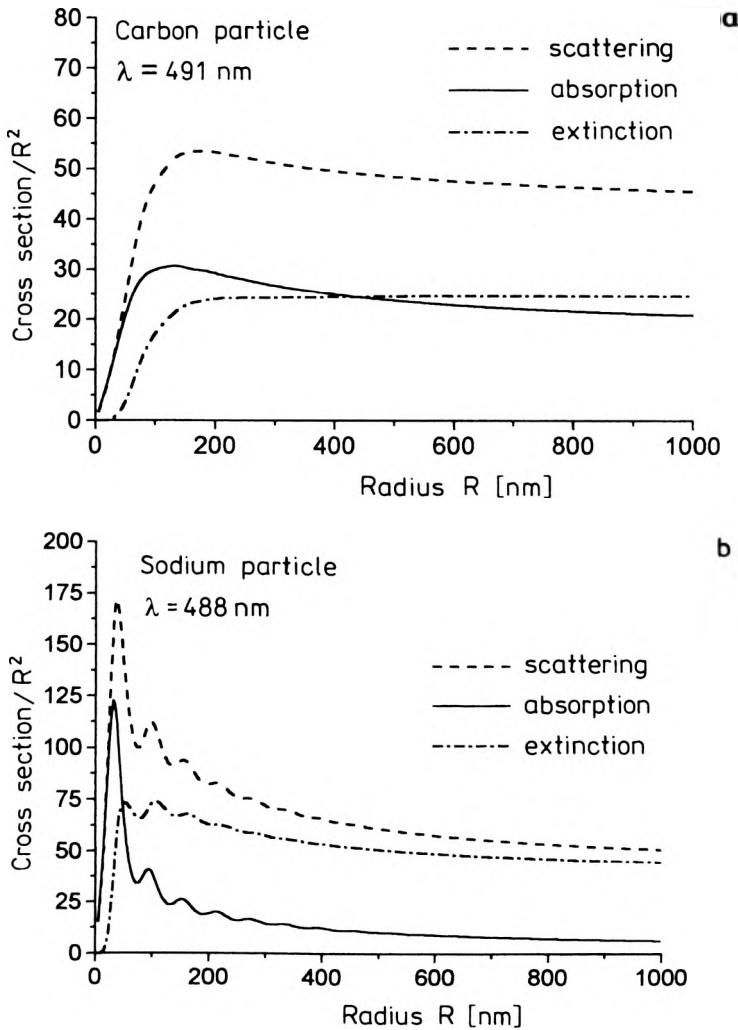 a
Carbon particle
λ = 491 nm
scattering
absorption
extinction
80
70
60
50
40
30
20
10
0
Cross section/R²
0 200 400 600 800 1000
Radius R [nm]
b
Sodium particle
λ = 488 nm
scattering
absorption
extinction
200
175
150
125
100
75
50
25
0
Cross section/R²
0 200 400 600 800 1000
Radius R [nm]